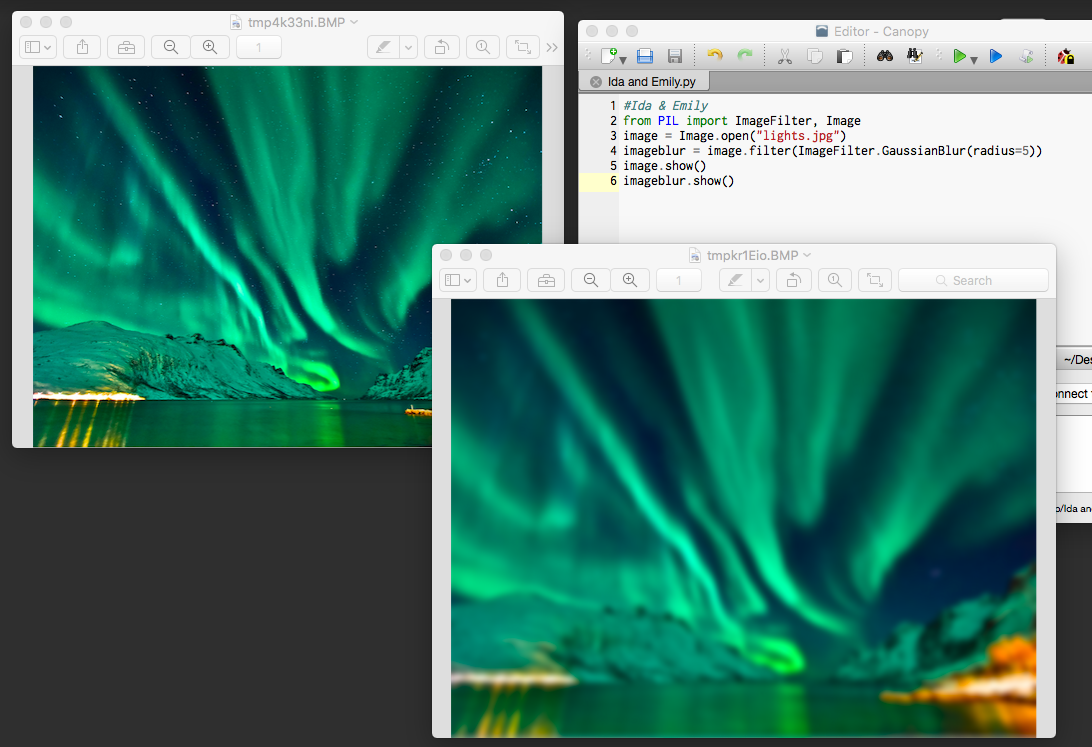 tmp4k33ni.BMP
1
Editor - Canopy
Ida and Emily.py
1 #Ida & Emily
2 from PIL import ImageFilter, Image
3 image = Image.open("lights.jpg")
4 imageblur = image.filter(ImageFilter.GaussianBlur(radius=5))
5 image.show()
6 imageblur.show()
tmpkr1Eio.BMP
1
Search
~/Des
onnect
o/Ida an